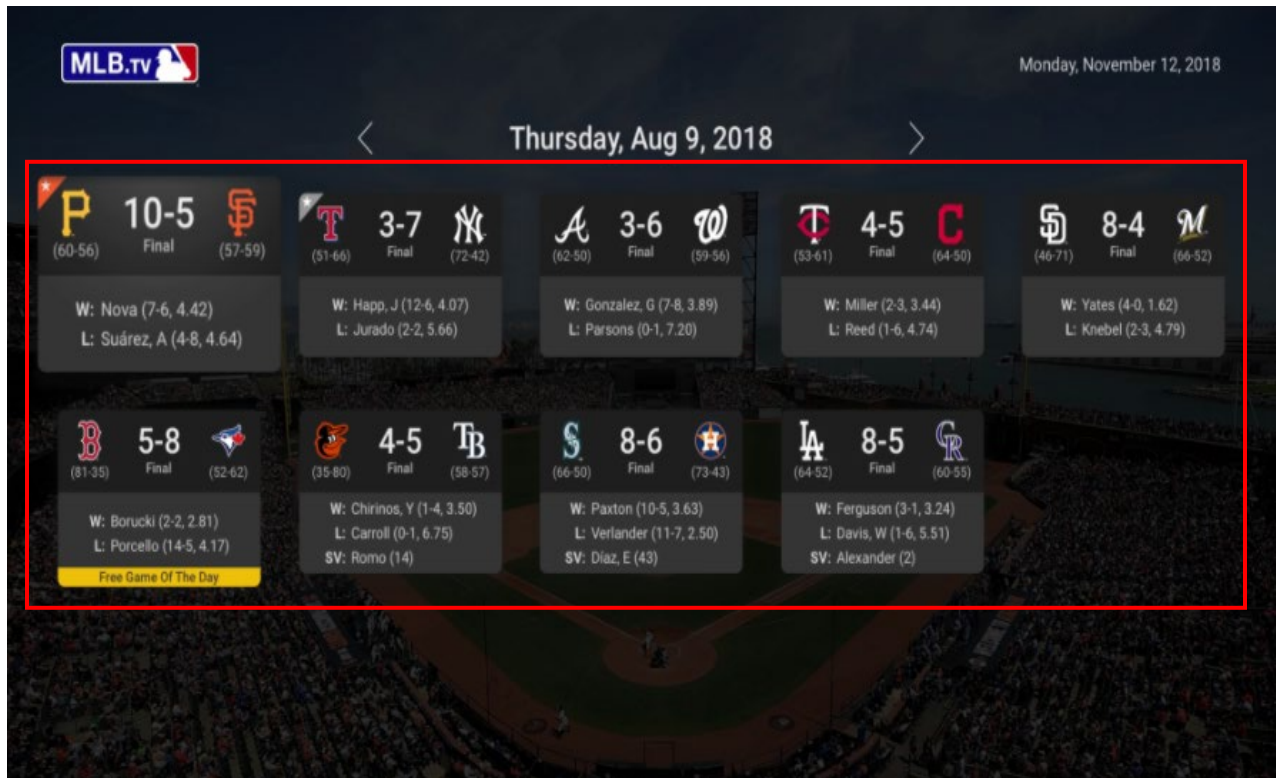 MLB.TV
Monday, November 12, 2018
Thursday, Aug 9, 2018
P 10-5 SF
(60-56) Final (57-59)
W: Nova (7-6, 4.42)
L: Suárez, A (4-8, 4.64)
T 3-7 NY
(51-66) Final (72-42)
W: Happ, J (12-6, 4.07)
L: Jurado (2-2, 5.66)
A 3-6 W
(62-50) Final (59-56)
W: Gonzalez, G (7-8, 3.89)
L: Parsons (0-1, 7.20)
TC 4-5 C
(53-61) Final (64-50)
W: Miller (2-3, 3.44)
L: Reed (1-6, 4.74)
SD 8-4 M
(46-71) Final (66-52)
W: Yates (4-0, 1.62)
L: Knebel (2-3, 4.79)
B 5-8
(81-35) Final (52-62)
W: Borucki (2-2, 2.81)
L: Porcello (14-5, 4.17)
Free Game Of The Day
4-5 TB
(35-80) Final (58-57)
W: Chirinos, Y (1-4, 3.50)
L: Carroll (0-1, 6.75)
SV: Romo (14)
S 8-6 H
(66-50) Final (73-43)
W: Paxton (10-5, 3.63)
L: Verlander (11-7, 2.50)
SV: Díaz, E (43)
LA 8-5 CR
(64-52) Final (60-55)
W: Ferguson (3-1, 3.24)
L: Davis, W (1-6, 5.51)
SV: Alexander (2)